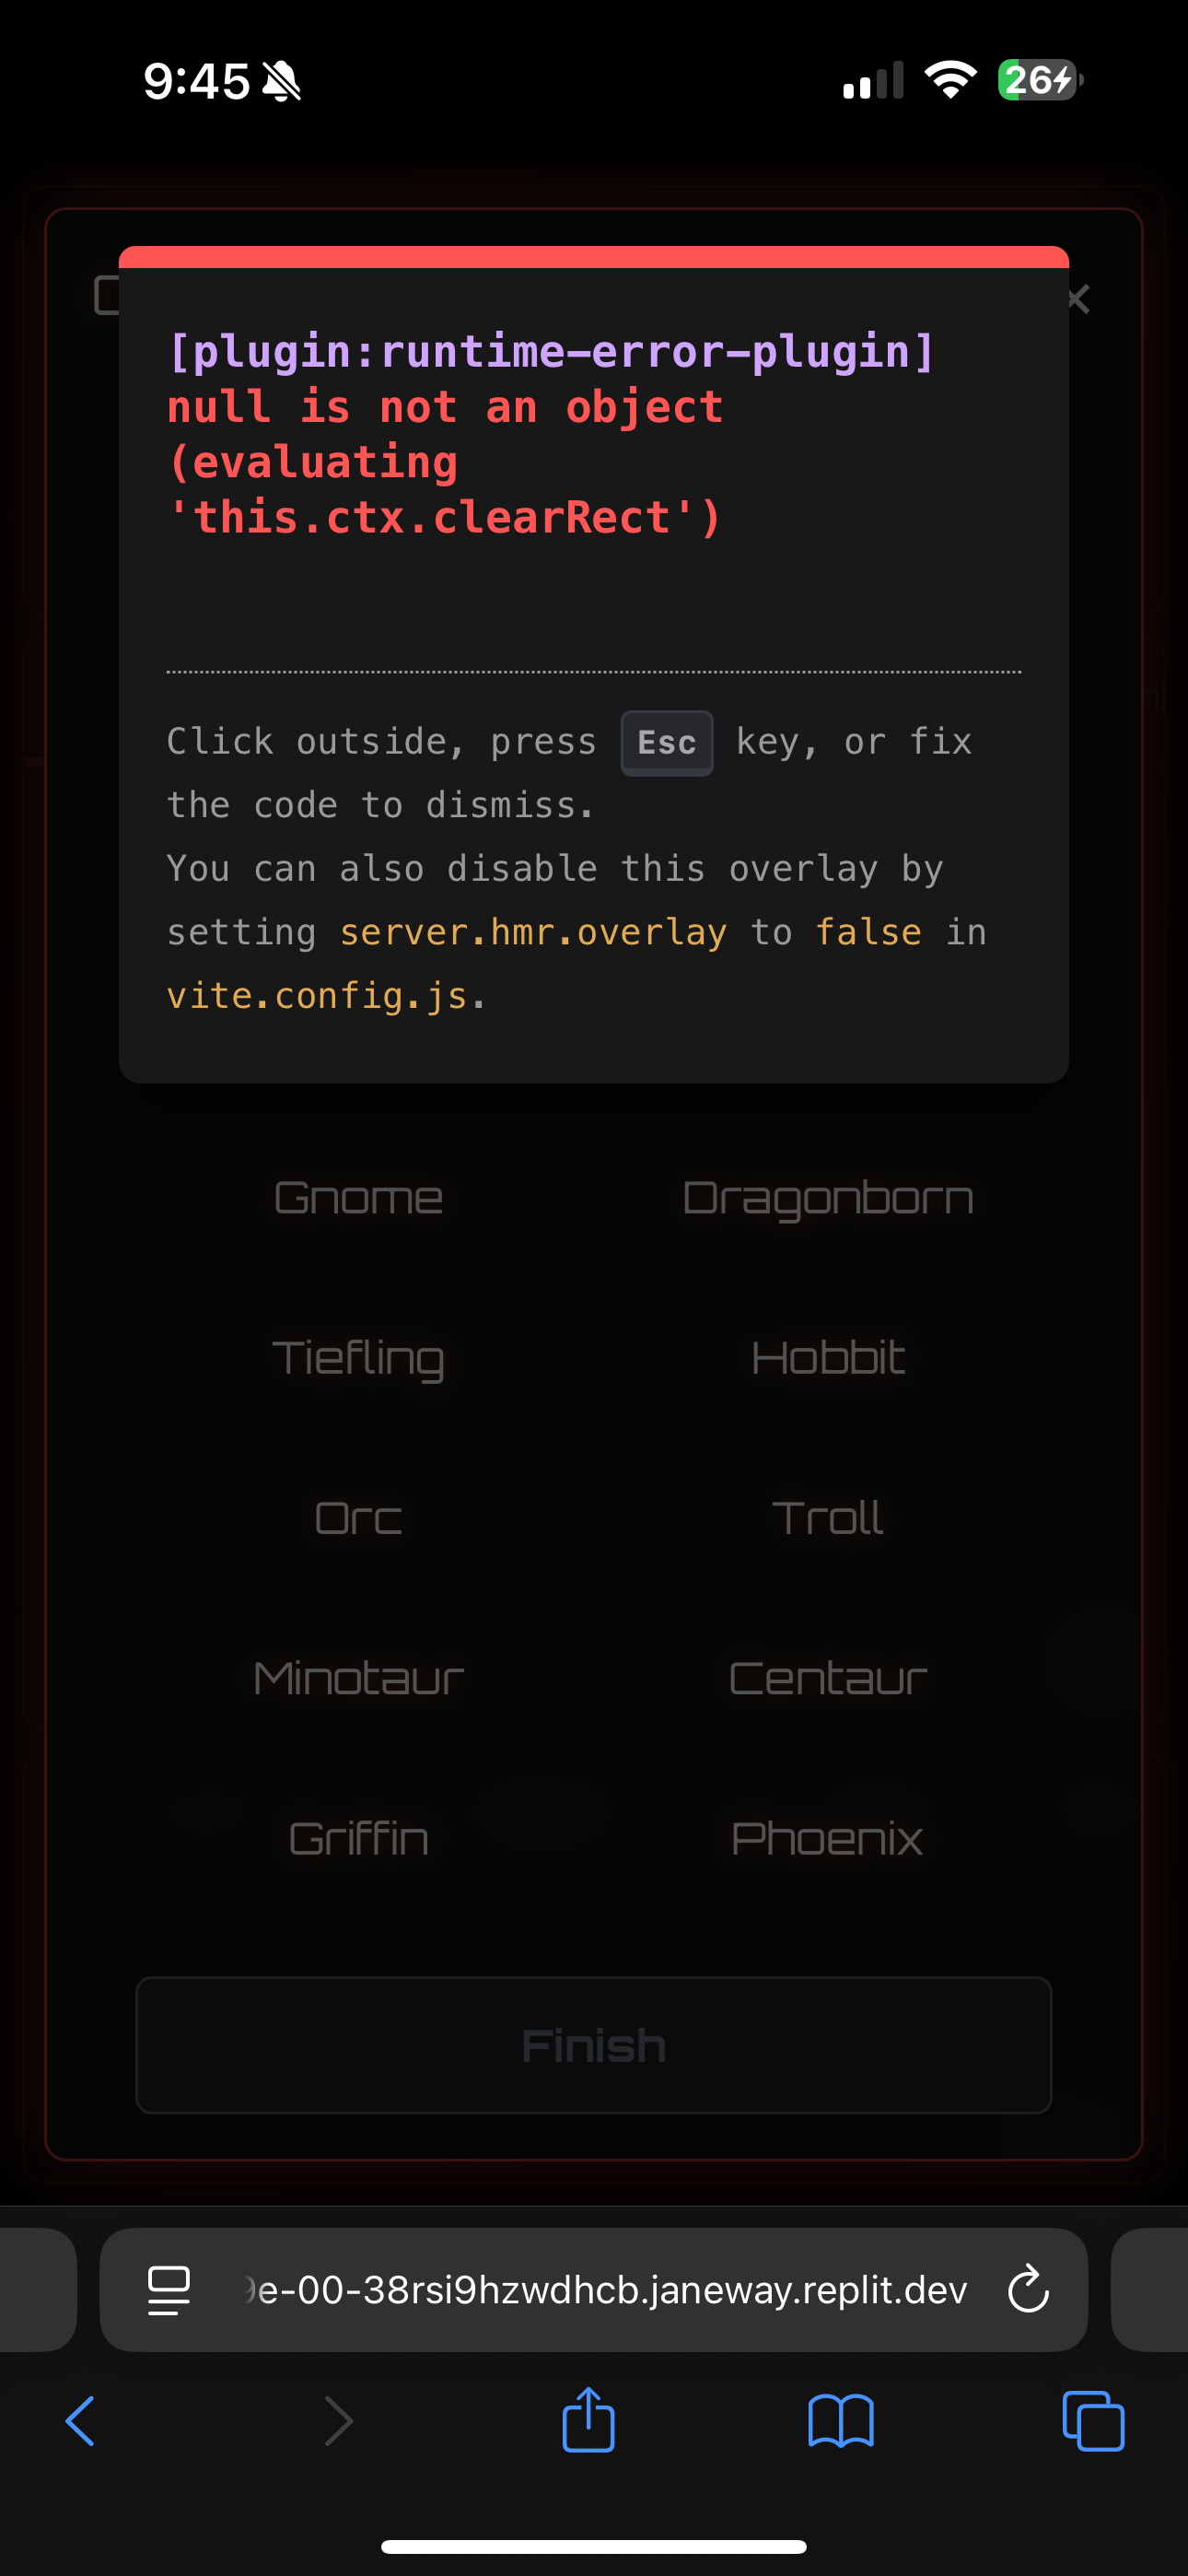 9:45
26
[plugin:runtime-error-plugin]
null is not an object
(evaluating
'this.ctx.clearRect')
Click outside, press Esc key, or fix
the code to dismiss.
You can also disable this overlay by
setting server.hmr.overlay to false in
vite.config.js.
Gnome Dragonborn
Tiefling Hobbit
Orc Troll
Minotaur Centaur
Griffin Phoenix
Finish
e-00-38rsi9hzwdhcb.janeway.replit.dev